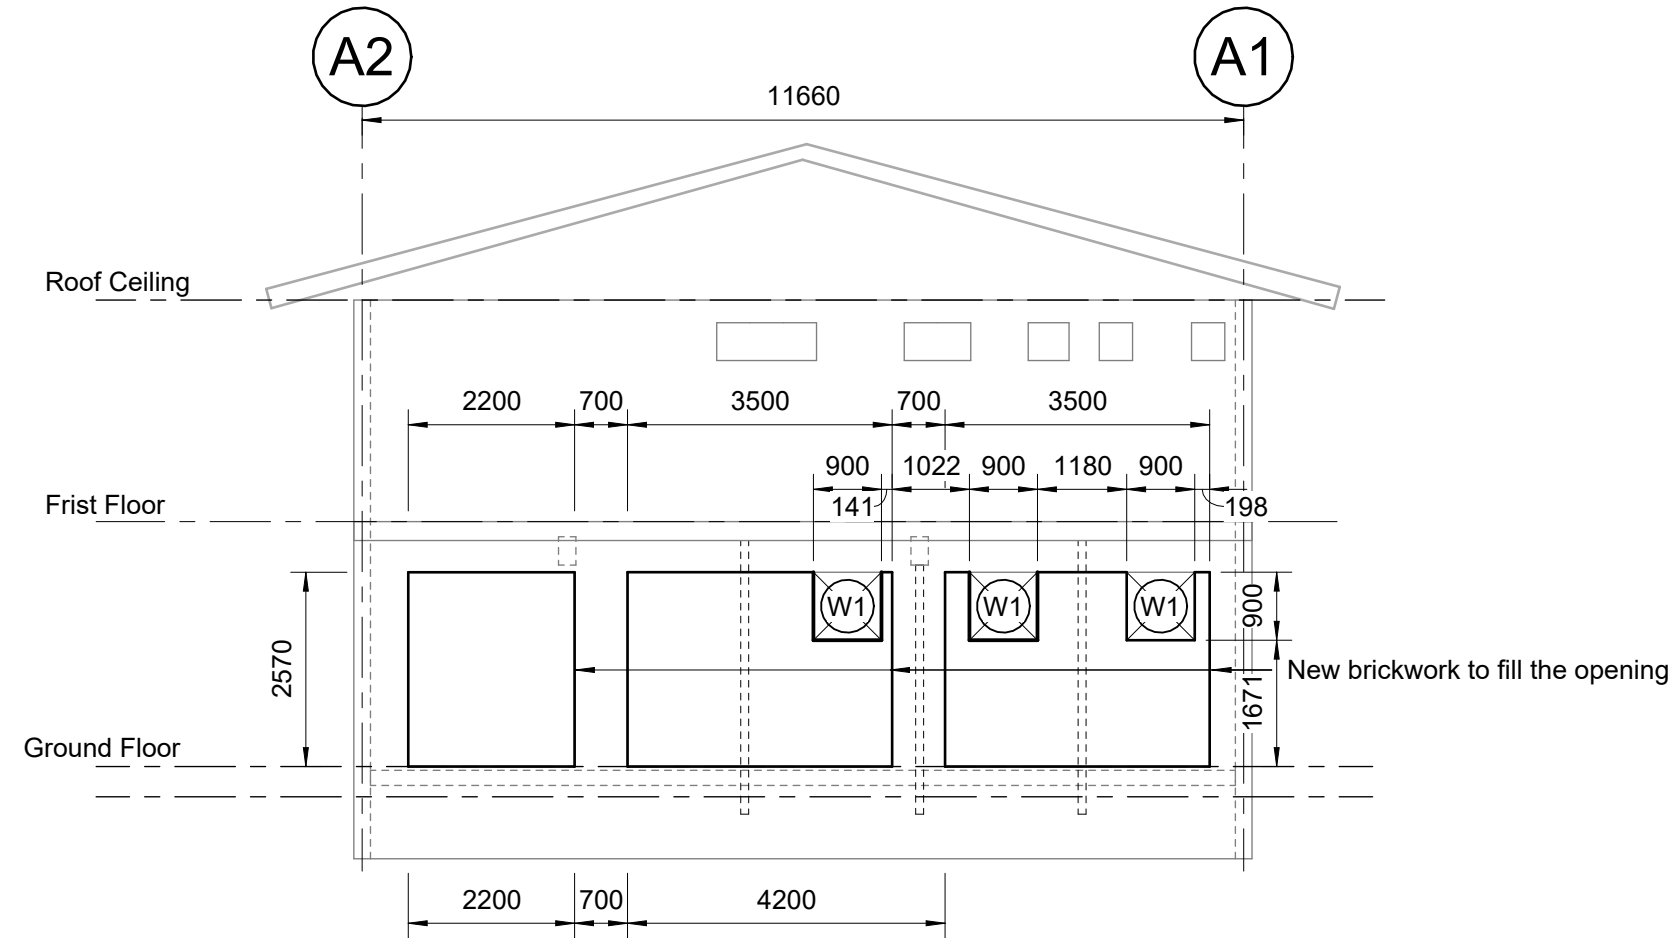 A2
A1
11660
Roof Ceiling
2200 700 3500 700 3500
900 1022 900 1180 900
141 198
Frist Floor
W1 W1 W1
900
2570
New brickwork to fill the opening
1671
Ground Floor
2200 700 4200